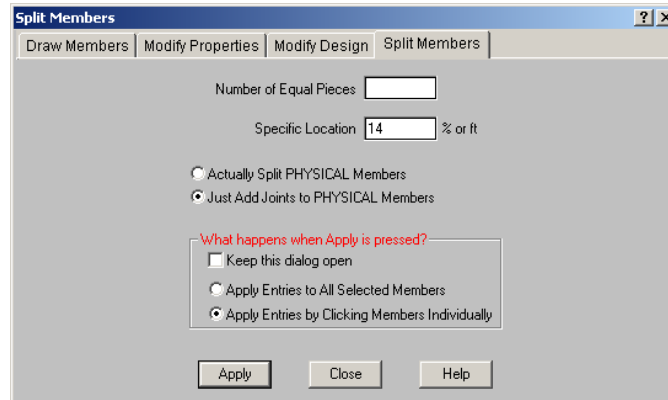 Split Members
Draw Members Modify Properties Modify Design Split Members
Number of Equal Pieces
Specific Location 14 % or ft
Actually Split PHYSICAL Members
Just Add Joints to PHYSICAL Members
What happens when Apply is pressed?
Keep this dialog open
Apply Entries to All Selected Members
Apply Entries by Clicking Members Individually
Apply Close Help